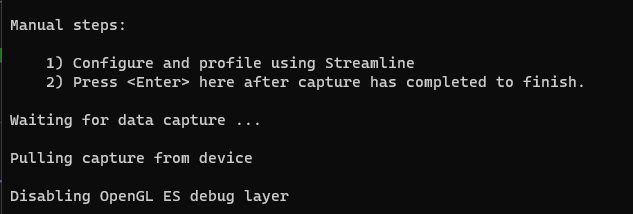 Manual steps:
1) Configure and profile using Streamline
2) Press <Enter> here after capture has completed to finish.
Waiting for data capture ...
Pulling capture from device
Disabling OpenGL ES debug layer